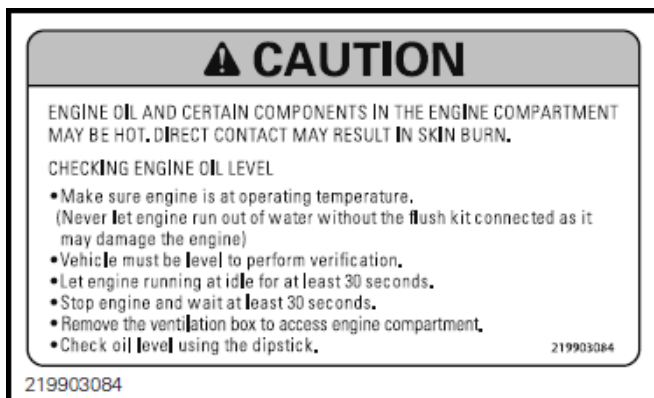 CAUTION
ENGINE OIL AND CERTAIN COMPONENTS IN THE ENGINE COMPARTMENT
MAY BE HOT. DIRECT CONTACT MAY RESULT IN SKIN BURN.
CHECKING ENGINE OIL LEVEL
•Make sure engine is at operating temperature.
(Never let engine run out of water without the flush kit connected as it
may damage the engine)
•Vehicle must be level to perform verification.
•Let engine running at idle for at least 30 seconds.
•Stop engine and wait at least 30 seconds.
•Remove the ventilation box to access engine compartment.
•Check oil level using the dipstick.
219903084
219903084